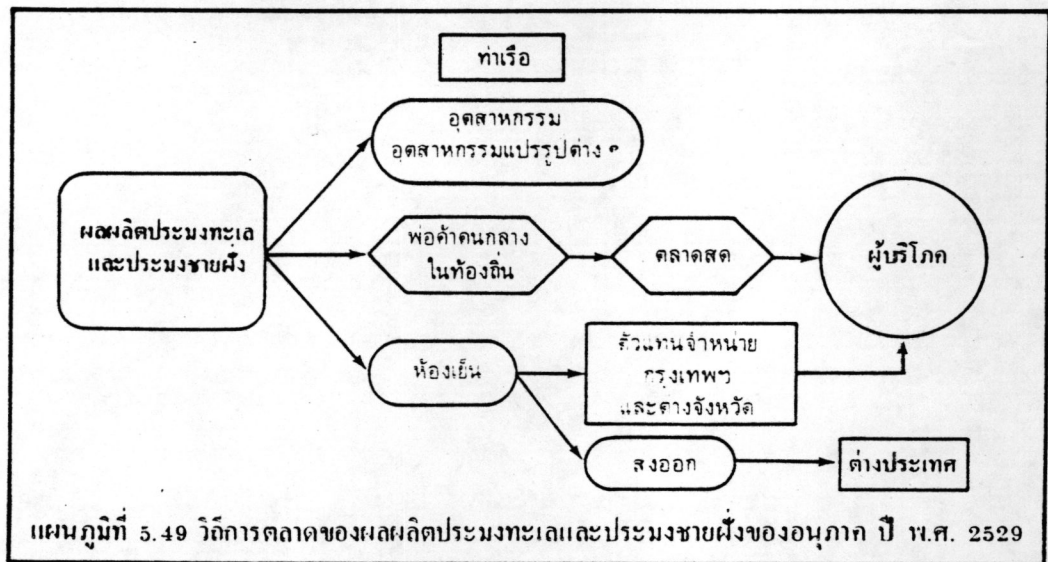 ท่าเรือ
อุตสาหกรรม
อุตสาหกรรมแปรรูปต่าง ๆ
ผลผลิตประมงทะเล
และประมงชายฝั่ง
พ่อค้าคนกลาง
ในท้องถิ่น
ตลาดสด
ผู้บริโภค
ห้องเย็น
ตัวแทนจำหน่าย
กรุงเทพฯ
และต่างจังหวัด
ส่งออก
ต่างประเทศ
แผนภูมิที่ 5.49 วิถีการตลาดของผลผลิตประมงทะเลและประมงชายฝั่งของอนุภาค ปี พ.ศ. 2529